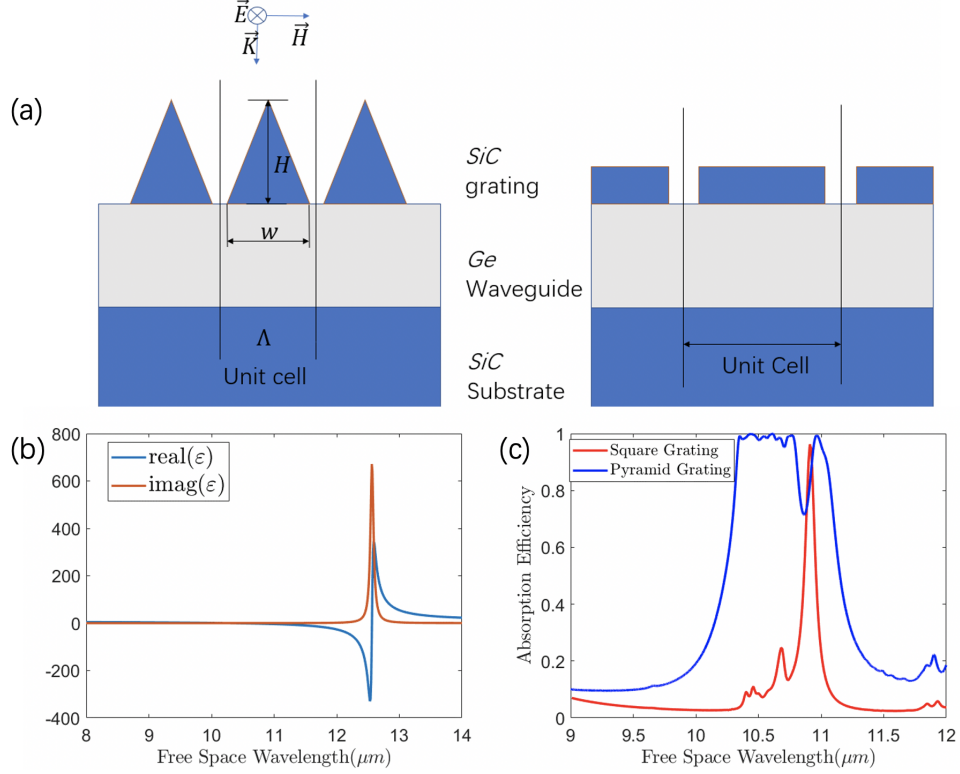 E⃗
H⃗
K⃗
(a)
H
w
SiC
grating
Ge
Waveguide
SiC
Substrate
Λ
Unit cell
Unit Cell
(b)
800
600
400
200
0
-200
-400
real(ε)
imag(ε)
8 9 10 11 12 13 14
Free Space Wavelength(μm)
(c)
1
0.8
0.6
0.4
0.2
0
Absorption Efficiency
Square Grating
Pyramid Grating
9 9.5 10 10.5 11 11.5 12
Free Space Wavelength(μm)